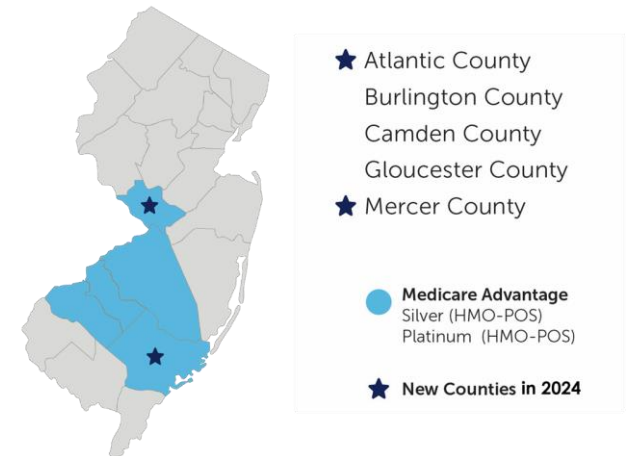 Atlantic County
Burlington County
Camden County
Gloucester County
Mercer County
Medicare Advantage
Silver (HMO-POS)
Platinum (HMO-POS)
New Counties in 2024